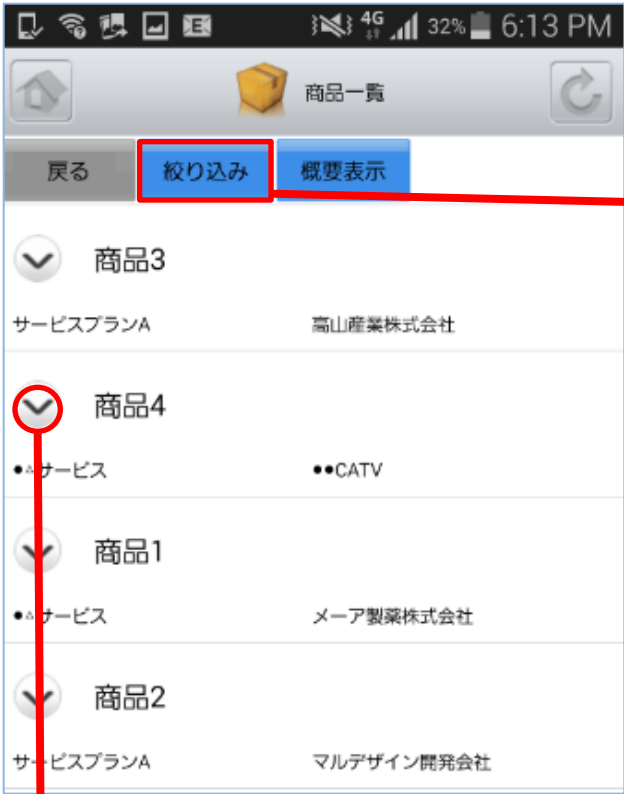 4G 32% 6:13 PM
商品一覧
戻る 絞り込み 概要表示
商品3
サービスプランA 高山産業株式会社
商品4
●△サービス ●●CATV
商品1
●△サービス メーア製薬株式会社
商品2
サービスプランA マルデザイン開発会社